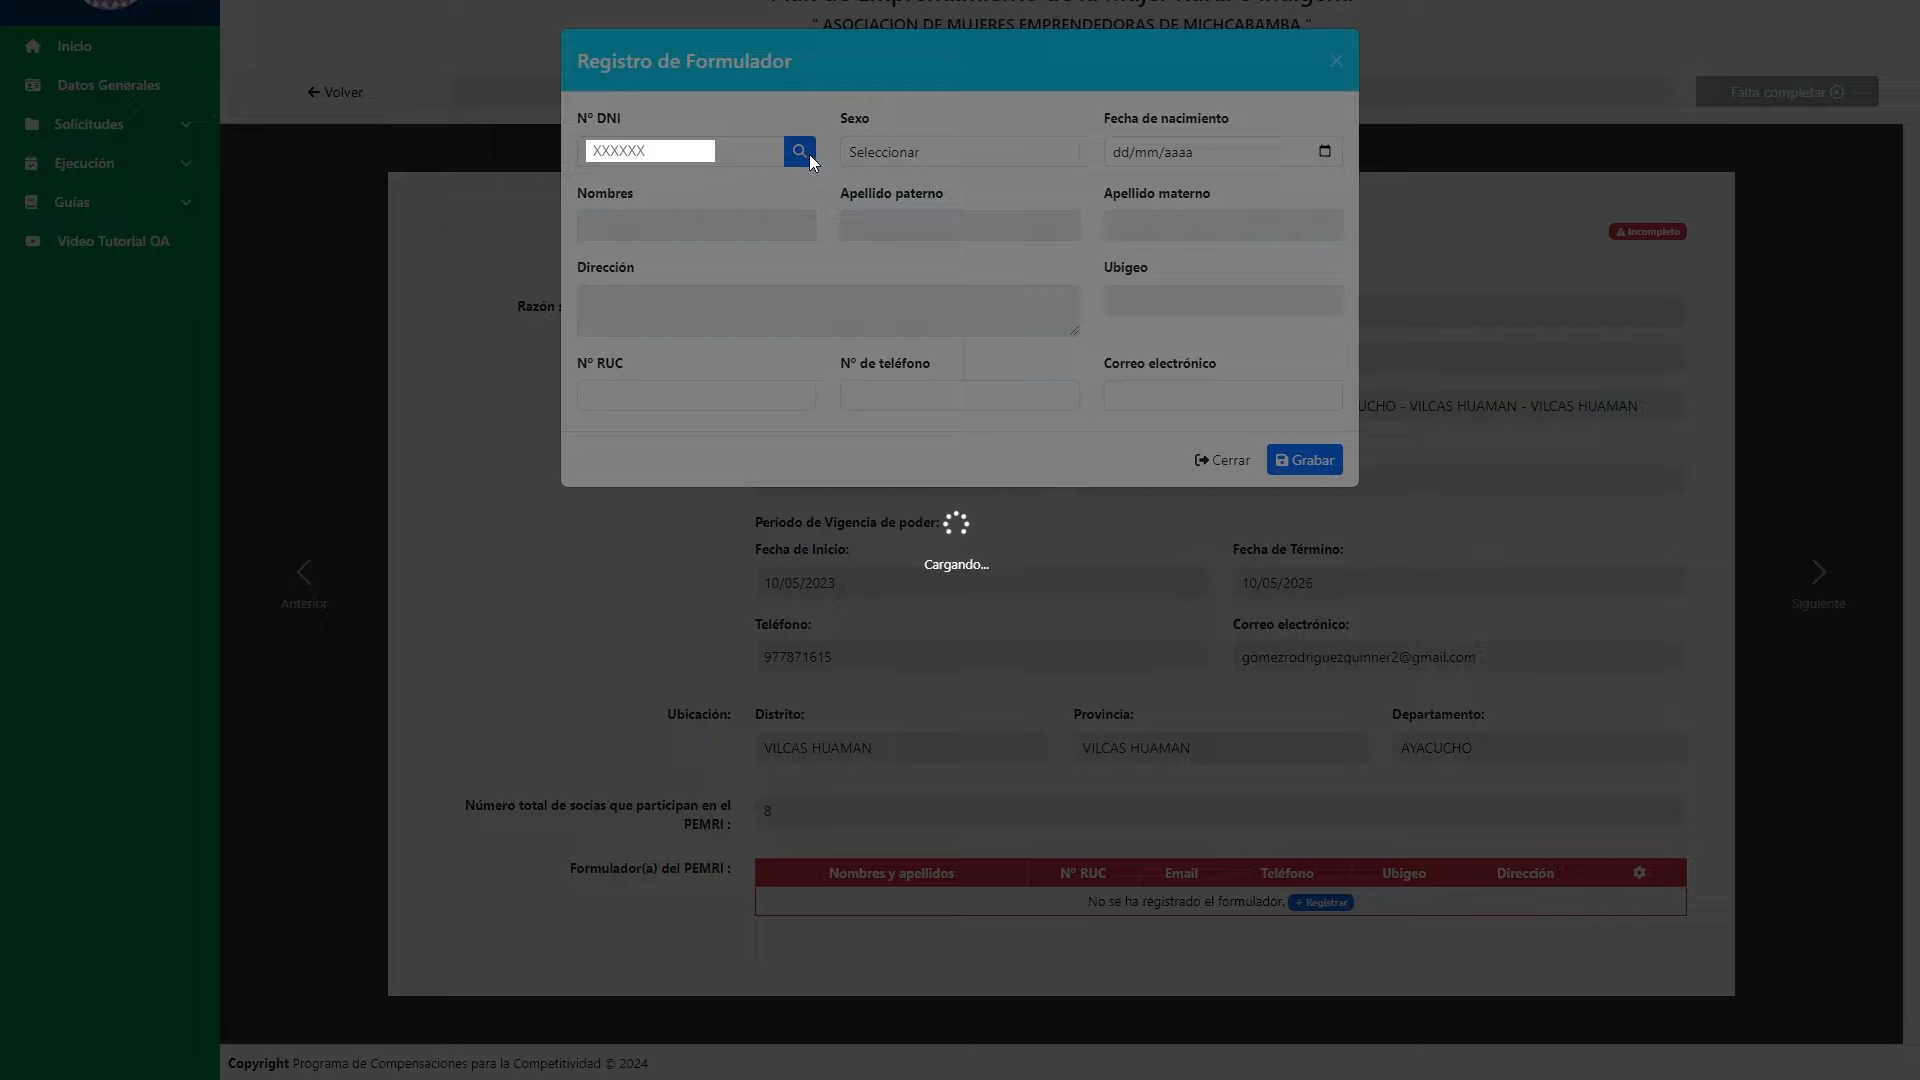 " ASOCIACION DE MUJERES EMPRENDEDORAS DE MICHCABAMBA "
Inicio
Datos Generales
Solicitudes
Ejecución
Guías
Video Tutorial OA
Volver
Falta completar
Registro de Formulador
N° DNI
Sexo
Fecha de nacimiento
XXXXXX
Seleccionar
dd/mm/aaaa
Nombres
Apellido paterno
Apellido materno
Incompleto
Dirección
Ubigeo
Razón
N° RUC
N° de teléfono
Correo electrónico
UCHO - VILCAS HUAMAN - VILCAS HUAMAN
Cerrar
Grabar
Período de Vigencia de poder:
Cargando...
Fecha de Inicio:
Fecha de Término:
10/05/2023
10/05/2026
Anterior
Siguiente
Teléfono:
Correo electrónico:
977871615
gomezrodriguezquinner2@gmail.com
Ubicación:
Distrito:
Provincia:
Departamento:
VILCAS HUAMAN
VILCAS HUAMAN
AYACUCHO
Número total de socias que participan en el
PEMRI :
8
Formulador(a) del PEMRI :
Nombres y apellidos
N° RUC
Email
Teléfono
Ubigeo
Dirección
No se ha registrado el formulador.
+ Registrar
Copyright Programa de Compensaciones para la Competitividad © 2024